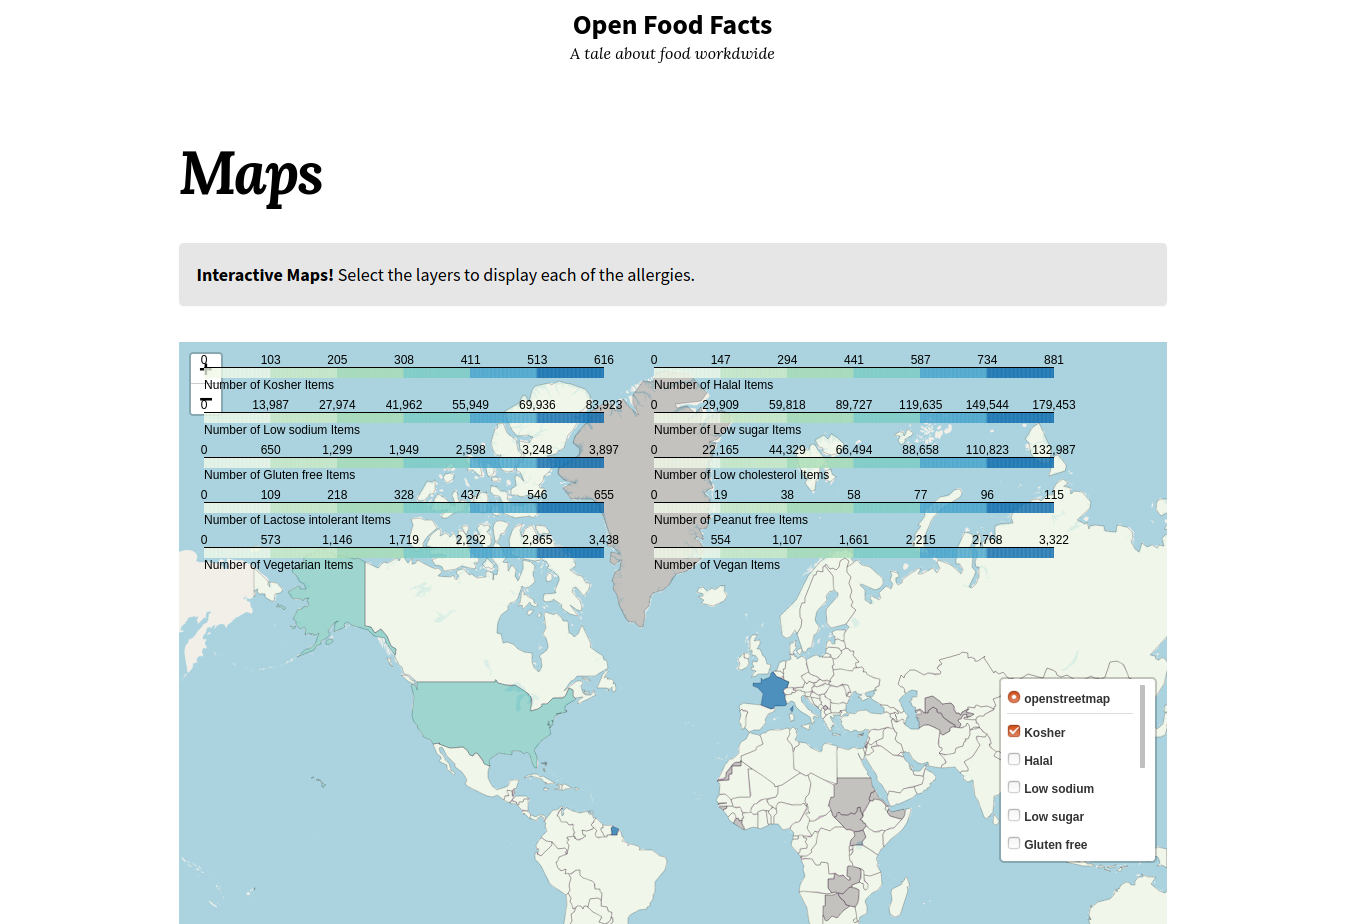 Open Food Facts
A tale about food workdwide
Maps
Interactive Maps! Select the layers to display each of the allergies.
0 103 205 308 411 513 616
Number of Kosher Items
0 147 294 441 587 734 881
Number of Halal Items
+
−
0 13,987 27,974 41,962 55,949 69,936 83,923
Number of Low sodium Items
0 29,909 59,818 89,727 119,635 149,544 179,453
Number of Low sugar Items
0 650 1,299 1,949 2,598 3,248 3,897
Number of Gluten free Items
0 22,165 44,329 66,494 88,658 110,823 132,987
Number of Low cholesterol Items
0 109 218 328 437 546 655
Number of Lactose intolerant Items
0 19 38 58 77 96 115
Number of Peanut free Items
0 573 1,146 1,719 2,292 2,865 3,438
Number of Vegetarian Items
0 554 1,107 1,661 2,215 2,768 3,322
Number of Vegan Items
openstreetmap
Kosher
Halal
Low sodium
Low sugar
Gluten free